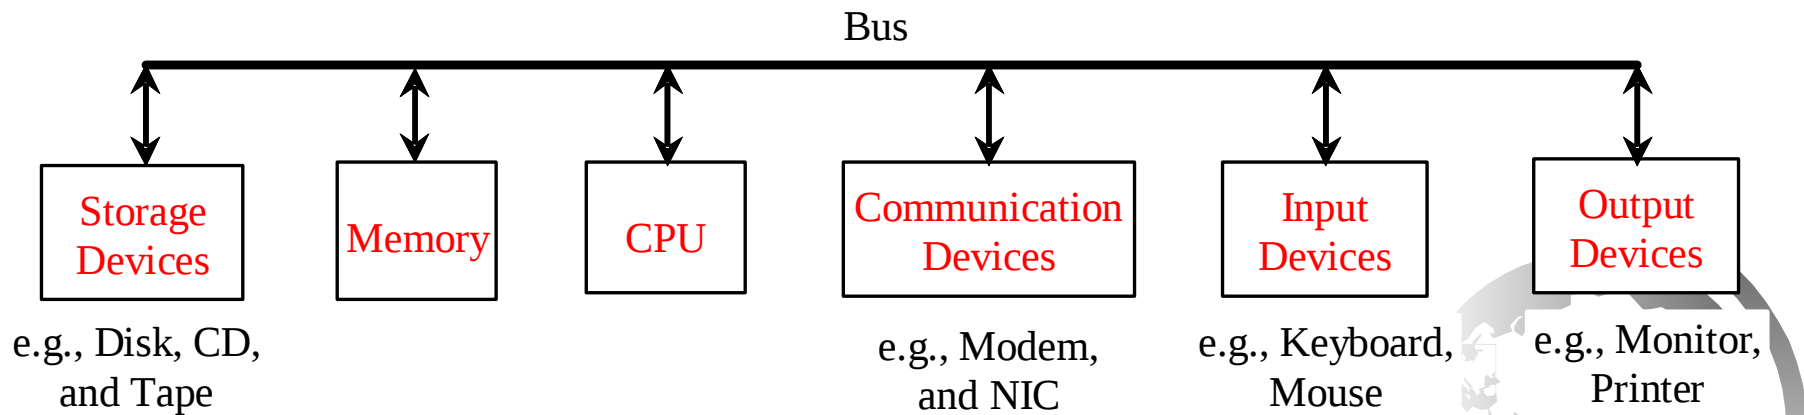 Bus
Storage
Devices
Memory
CPU
Communication
Devices
Input
Devices
Output
Devices
e.g., Disk, CD,
and Tape
e.g., Modem,
and NIC
e.g., Keyboard,
Mouse
e.g., Monitor,
Printer